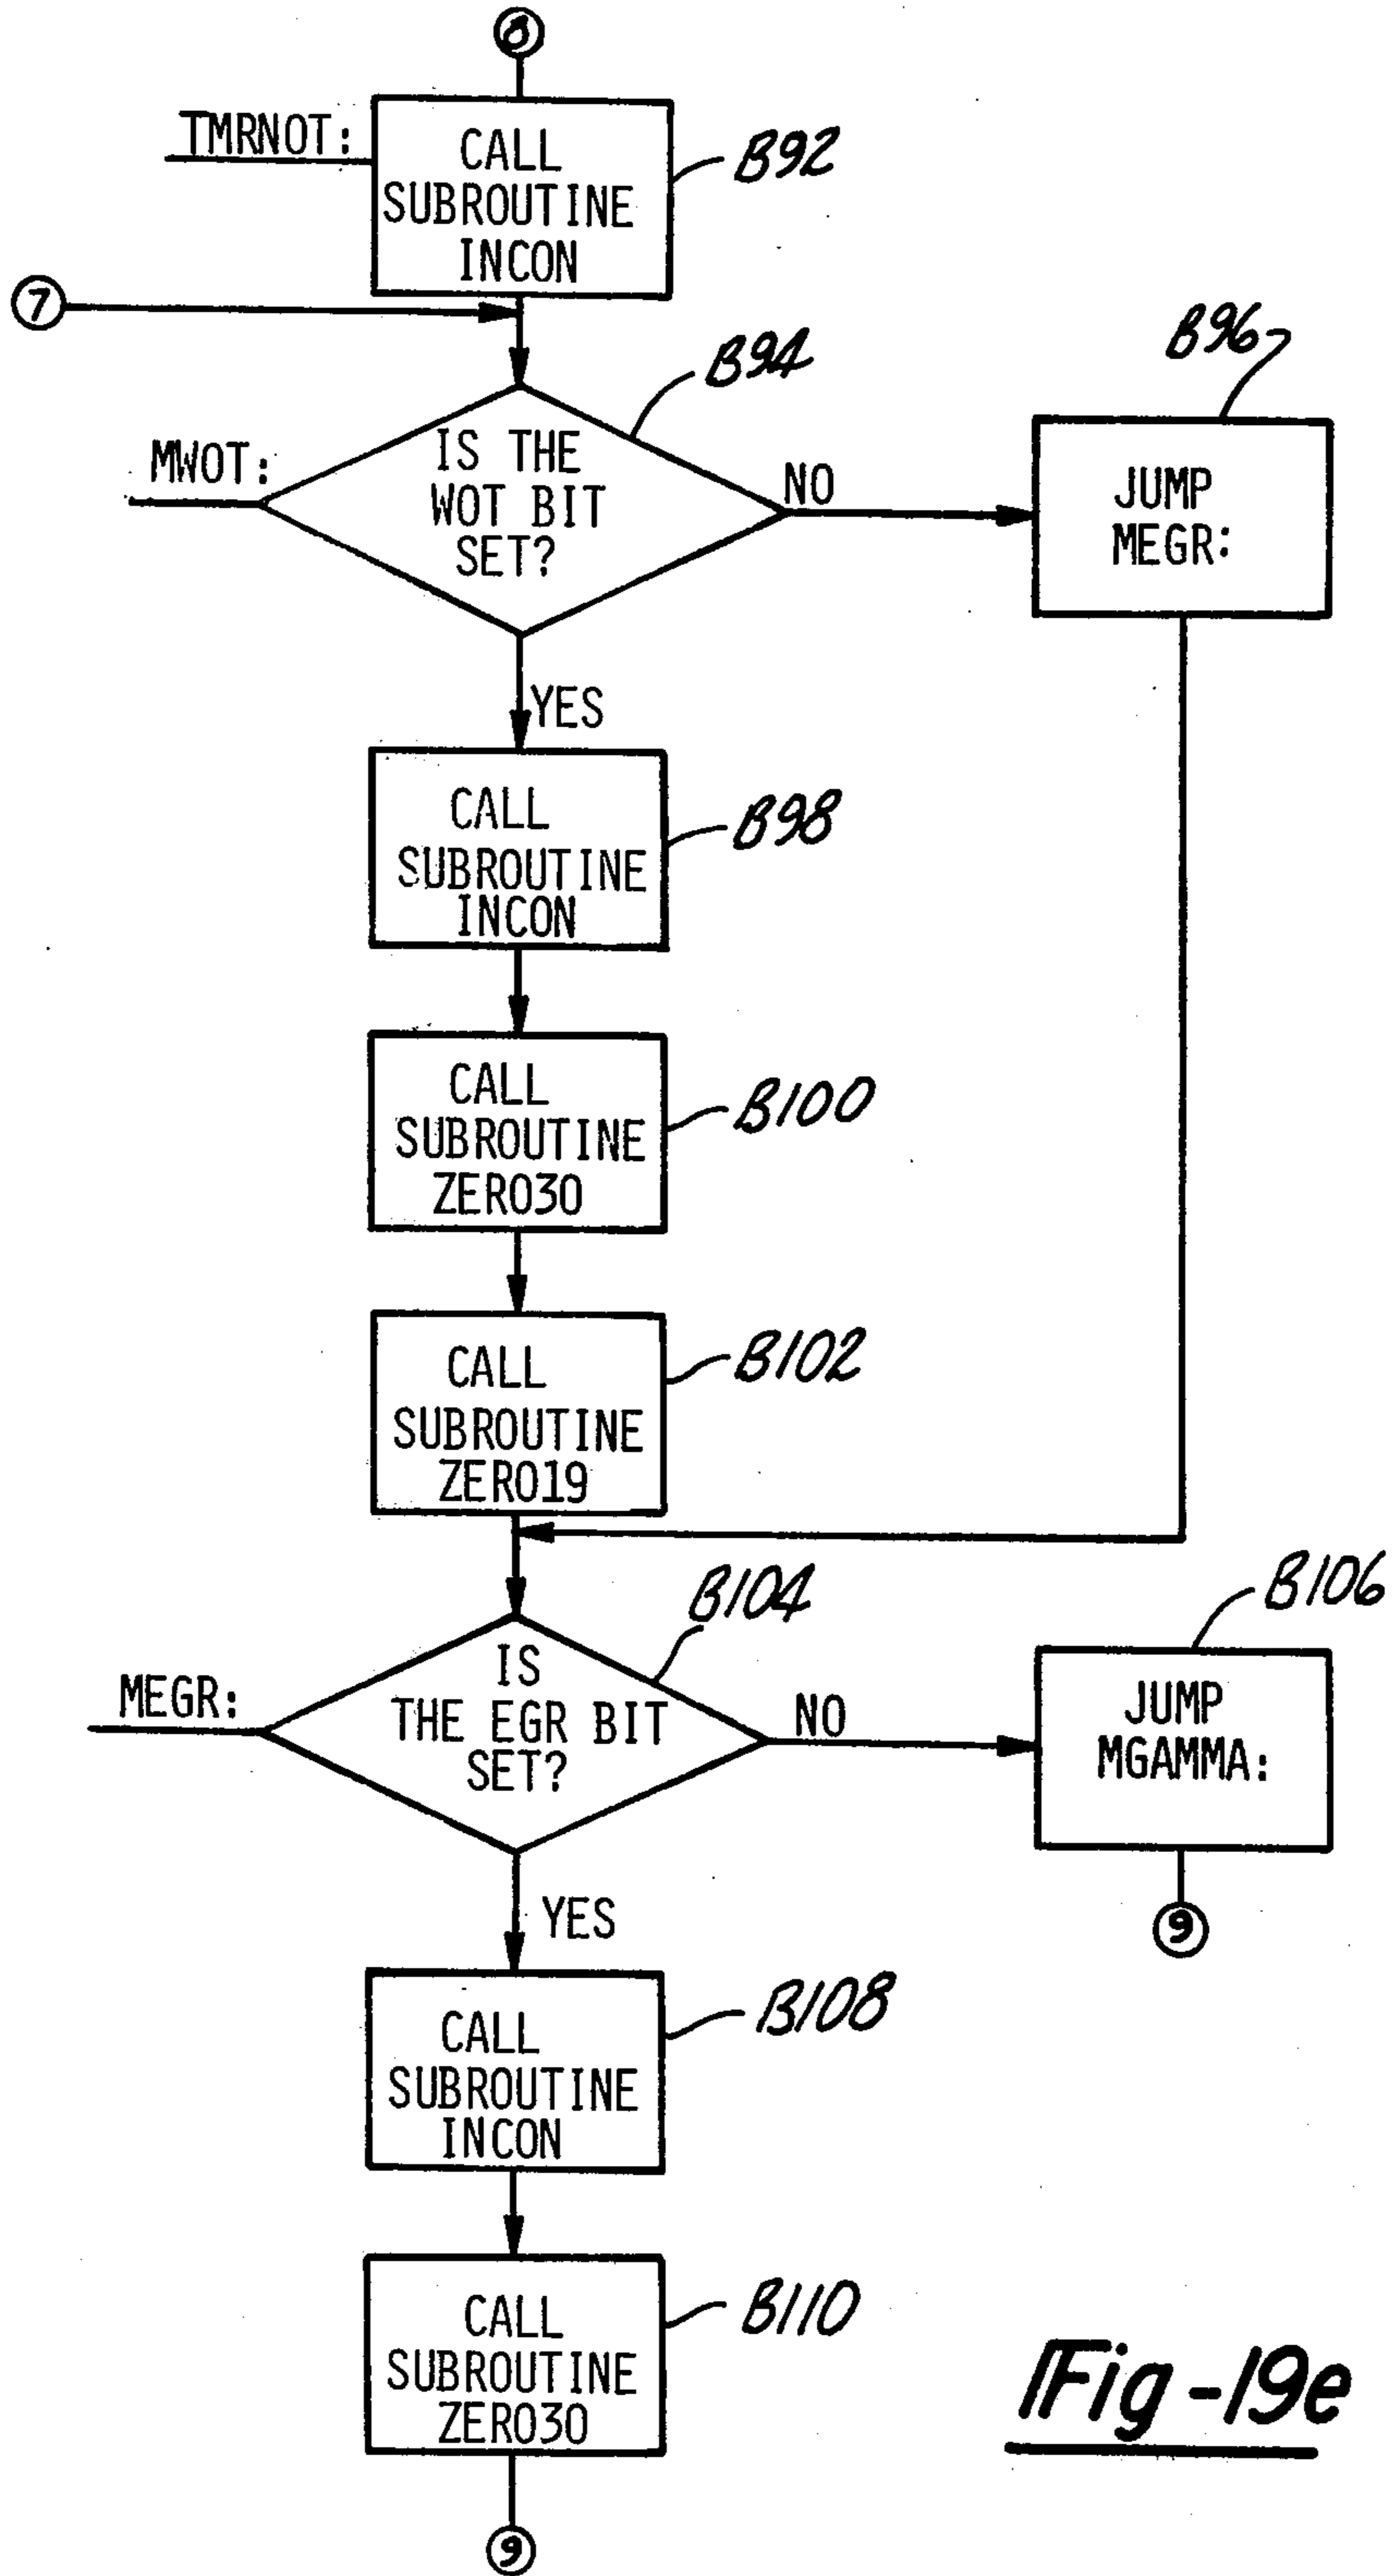 8
TMRNOT:
CALL
SUBROUTINE
INCON
B92
7
B94
B96
MWOT:
IS THE
WOT BIT
SET?
NO
JUMP
MEGR:
YES
CALL
SUBROUTINE
INCON
B98
CALL
SUBROUTINE
ZERO30
B100
CALL
SUBROUTINE
ZERO19
B102
B104
B106
MEGR:
IS
THE EGR BIT
SET?
NO
JUMP
MGAMMA:
YES
9
CALL
SUBROUTINE
INCON
B108
CALL
SUBROUTINE
ZERO30
B110
Fig-19e
9